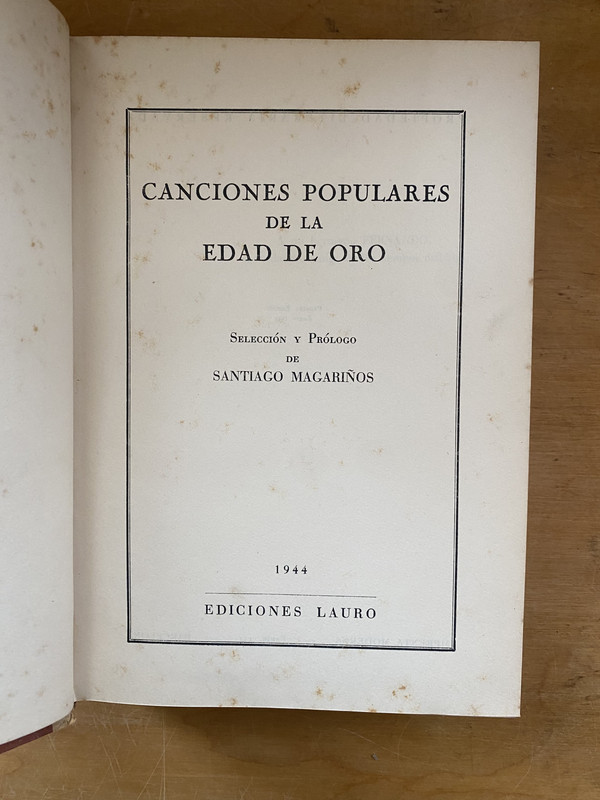 CANCIONES POPULARES
DE LA
EDAD DE ORO
Selección y Prólogo
DE
SANTIAGO MAGARIÑOS
1944
EDICIONES LAURO